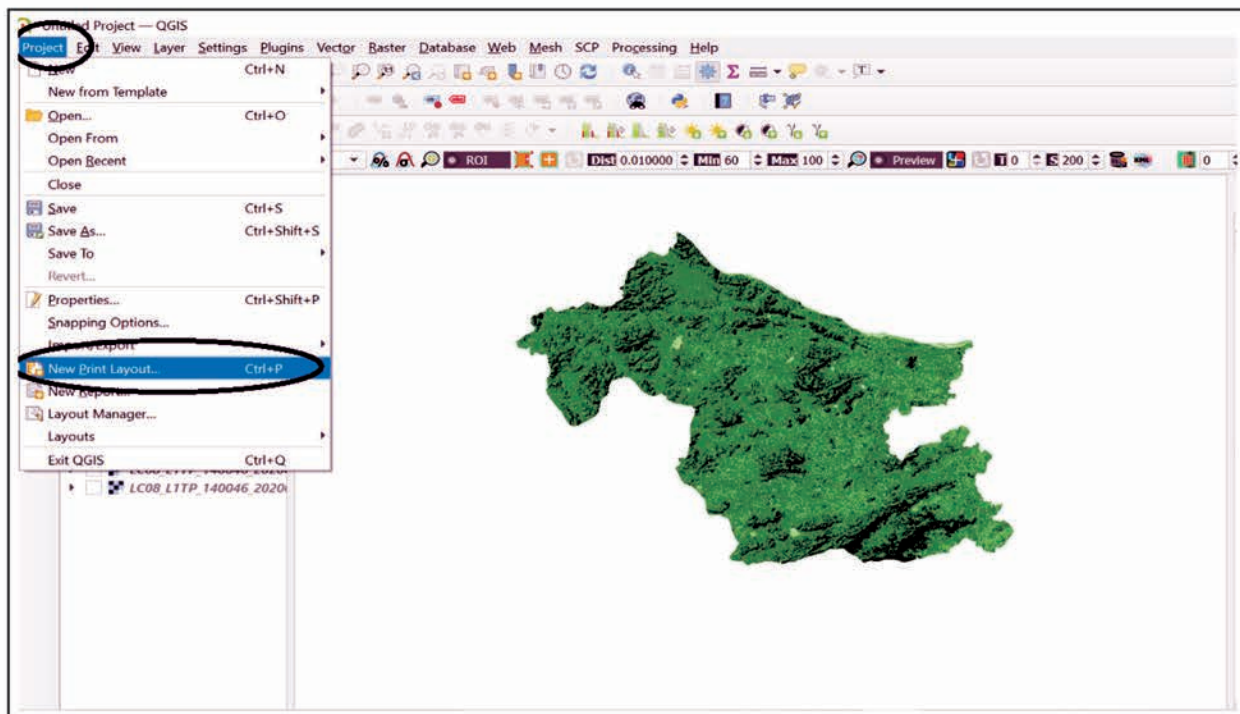 Untitled Project — QGIS
Project Edit View Layer Settings Plugins Vector Raster Database Web Mesh SCP Processing Help
New Ctrl+N
New from Template
Open... Ctrl+O
Open From
Open Recent
Close
ROI Dist 0.010000 Min 60 Max 100 Preview T 0 S 200 0
Save Ctrl+S
Save As... Ctrl+Shift+S
Save To
Revert...
Properties... Ctrl+Shift+P
Snapping Options...
Import/Export
New Print Layout... Ctrl+P
New Report...
Layout Manager...
Layouts
Exit QGIS Ctrl+Q
LC08_L1TP_140046_2020
LC08_L1TP_140046_2020